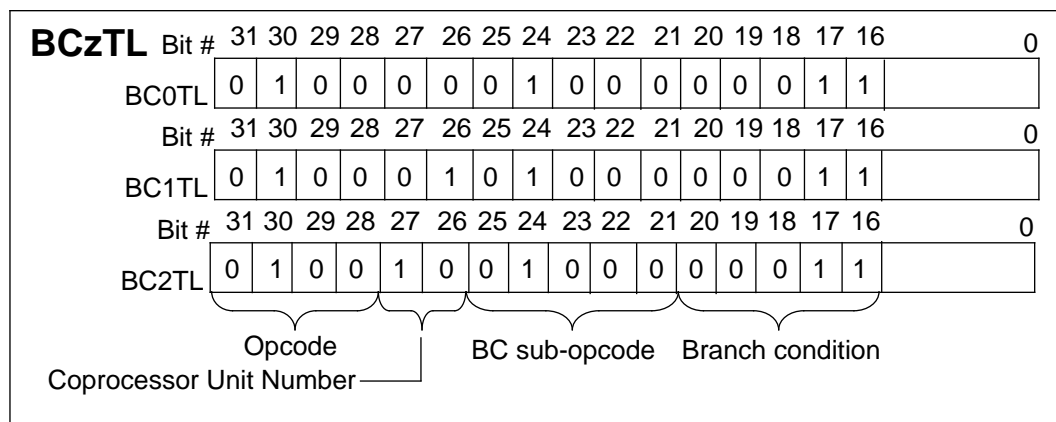 BCzTL Bit # 31 30 29 28 27 26 25 24 23 22 21 20 19 18 17 16 0
BC0TL 0 1 0 0 0 0 0 1 0 0 0 0 0 0 1 1
Bit # 31 30 29 28 27 26 25 24 23 22 21 20 19 18 17 16 0
BC1TL 0 1 0 0 0 1 0 1 0 0 0 0 0 0 1 1
Bit # 31 30 29 28 27 26 25 24 23 22 21 20 19 18 17 16 0
BC2TL 0 1 0 0 1 0 0 1 0 0 0 0 0 0 1 1
Opcode BC sub-opcode Branch condition
Coprocessor Unit Number